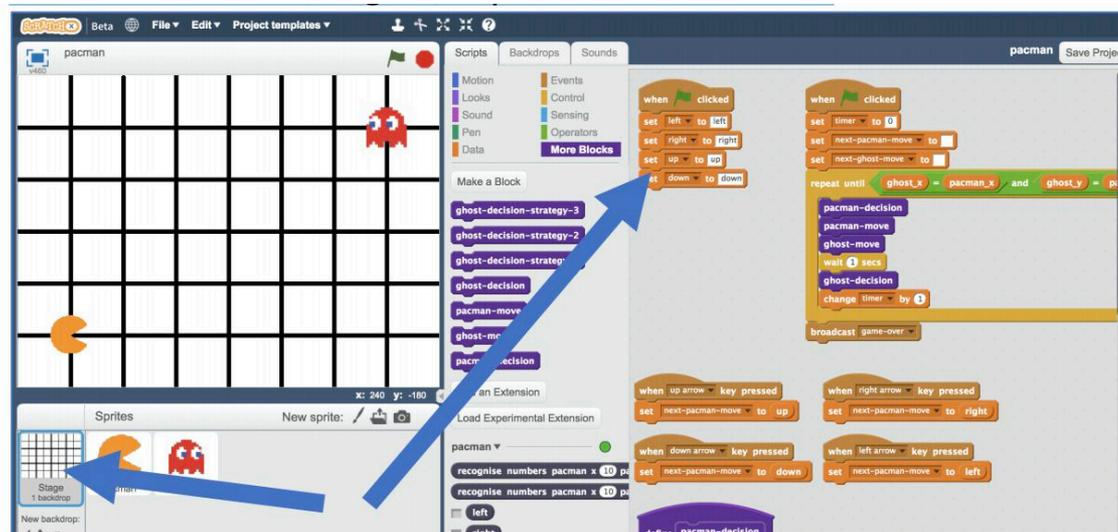 SCRATCHX Beta File▼ Edit▼ Project templates▼
v460
pacman
x: 240 y: -180
Sprites
New sprite:
Stage
1 backdrop
New backdrop:
Scripts
Backdrops
Sounds
Motion
Looks
Sound
Pen
Data
Events
Control
Sensing
Operators
More Blocks
Make a Block
ghost-decision-strategy-3
ghost-decision-strategy-2
ghost-decision
pacman-move
Load Experimental Extension
pacman ▼
recognise numbers pacman x 10
recognise numbers pacman x 10
left
pacman
when clicked
set left ▼ to left
set right ▼ to right
set up ▼ to up
down ▼ to down
when clicked
set timer ▼ to 0
set next-pacman-move ▼ to
set next-ghost-move ▼ to
repeat until ghost_x = pacman_x and ghost_y =
pacman-decision
pacman-move
ghost-move
wait 1 secs
ghost-decision
change timer ▼ by 1
broadcast game-over ▼
when up arrow ▼ key pressed
set next-pacman-move ▼ to up
when right arrow ▼ key pressed
set next-pacman-move ▼ to right
when down arrow ▼ key pressed
set next-pacman-move ▼ to down
when left arrow ▼ key pressed
set next-pacman-move ▼ to left
define pacman-decision